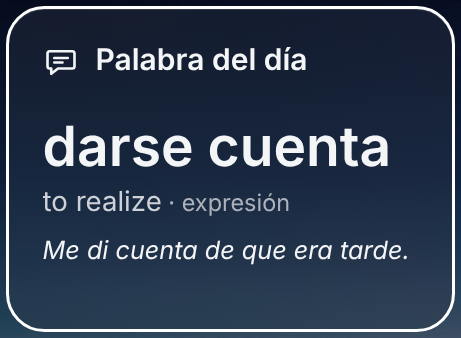 Palabra del día
darse cuenta
to realize · expresión
Me di cuenta de que era tarde.